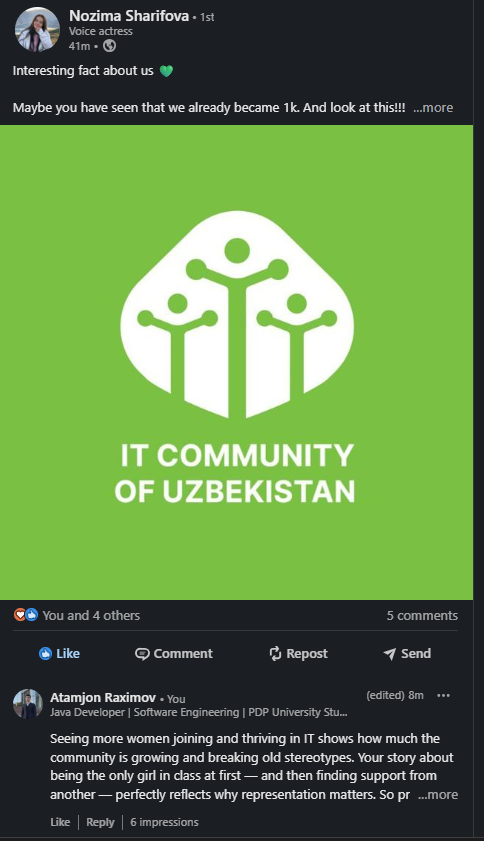 Nozima Sharifova • 1st
Voice actress
41m •
Interesting fact about us 💚
Maybe you have seen that we already became 1k. And look at this!!! ...more
IT COMMUNITY
OF UZBEKISTAN
You and 4 others 5 comments
Like Comment Repost Send
Atamjon Raximov • You (edited) 8m ...
Java Developer | Software Engineering | PDP University Stu...
Seeing more women joining and thriving in IT shows how much the
community is growing and breaking old stereotypes. Your story about
being the only girl in class at first — and then finding support from
another — perfectly reflects why representation matters. So pr ...more
Like | Reply | 6 impressions